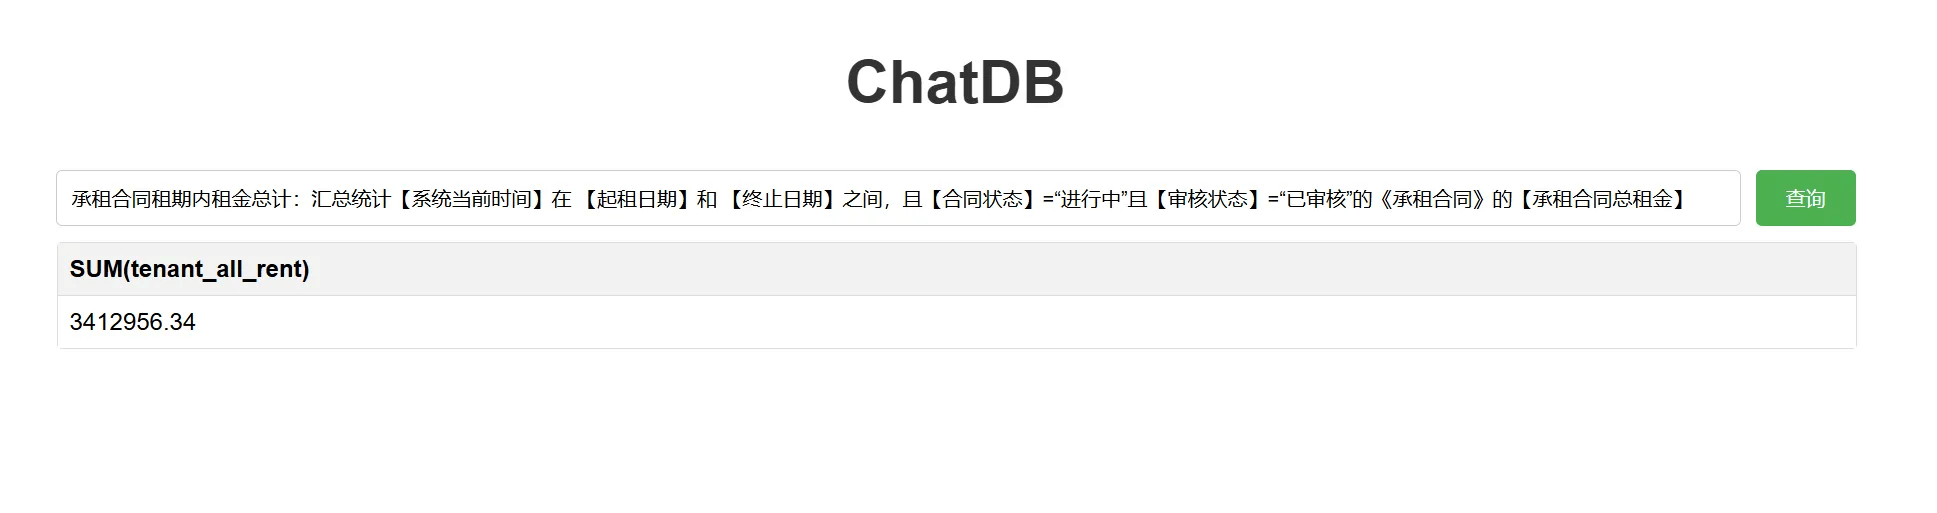 ChatDB
承租合同租期内租金总计：汇总统计【系统当前时间】在 【起租日期】和 【终止日期】之间，且【合同状态】=“进行中”且【审核状态】=“已审核”的《承租合同》的【承租合同总租金】
查询
SUM(tenant_all_rent)
3412956.34